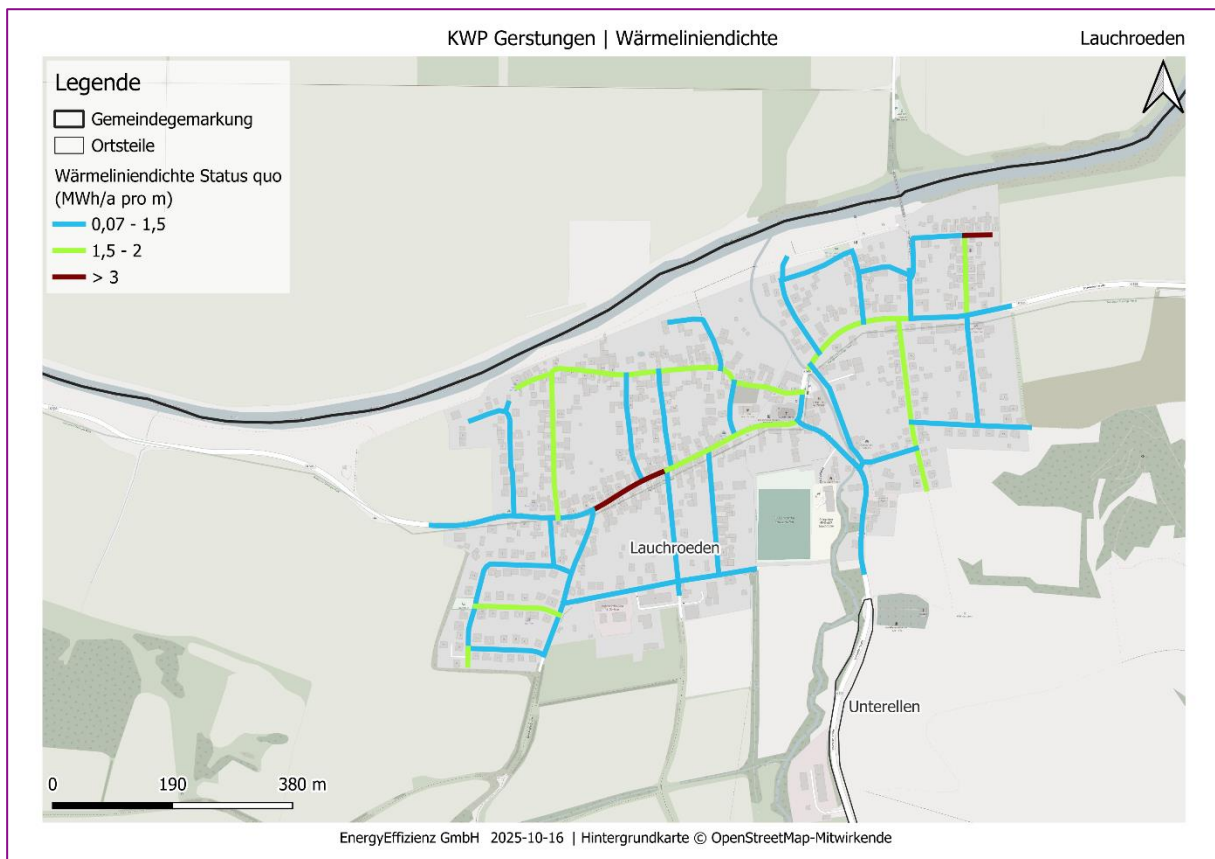 KWP Gerstungen | Wärmeliniendichte
Lauchroeden
Legende
Gemeindegemarkung
Ortsteile
Wärmeliniendichte Status quo
(MWh/a pro m)
0,07 - 1,5
1,5 - 2
> 3
Lauchroeden
Unterellen
0 190 380 m
EnergyEffizienz GmbH 2025-10-16 | Hintergrundkarte © OpenStreetMap-Mitwirkende